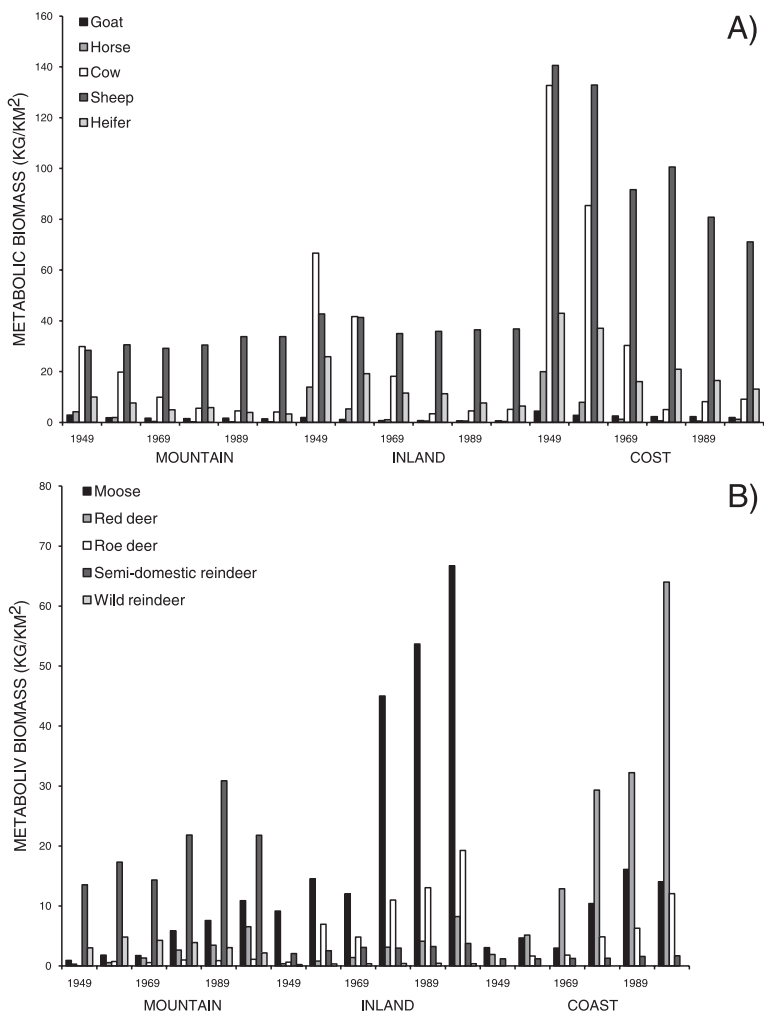 A)
Goat
Horse
Cow
Sheep
Heifer
METABOLIC BIOMASS (KG/KM²)
160
140
120
100
80
60
40
20
0
1949 1969 1989 1949 1969 1989 1949 1969 1989
MOUNTAIN INLAND COST
B)
Moose
Red deer
Roe deer
Semi-domestic reindeer
Wild reindeer
METABOLIV BIOMASS (KG/KM²)
80
70
60
50
40
30
20
10
0
1949 1969 1989 1949 1969 1989 1949 1969 1989
MOUNTAIN INLAND COAST